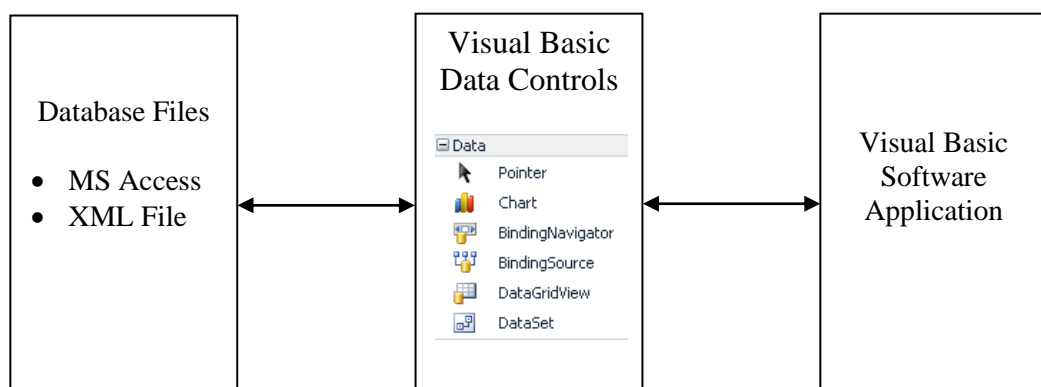 Database Files
• MS Access
• XML File
Visual Basic
Data Controls
Data
Pointer
Chart
BindingNavigator
BindingSource
DataGridView
DataSet
Visual Basic
Software
Application